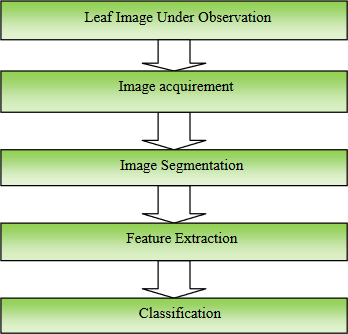 Leaf Image Under Observation
Image acquirement
Image Segmentation
Feature Extraction
Classification